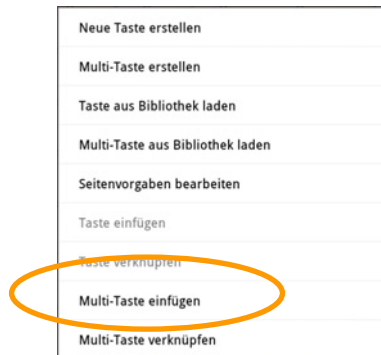 Neue Taste erstellen
Multi-Taste erstellen
Taste aus Bibliothek laden
Multi-Taste aus Bibliothek laden
Seitenvorgaben bearbeiten
Taste einfügen
Taste verknüpfen
Multi-Taste einfügen
Multi-Taste verknüpfen